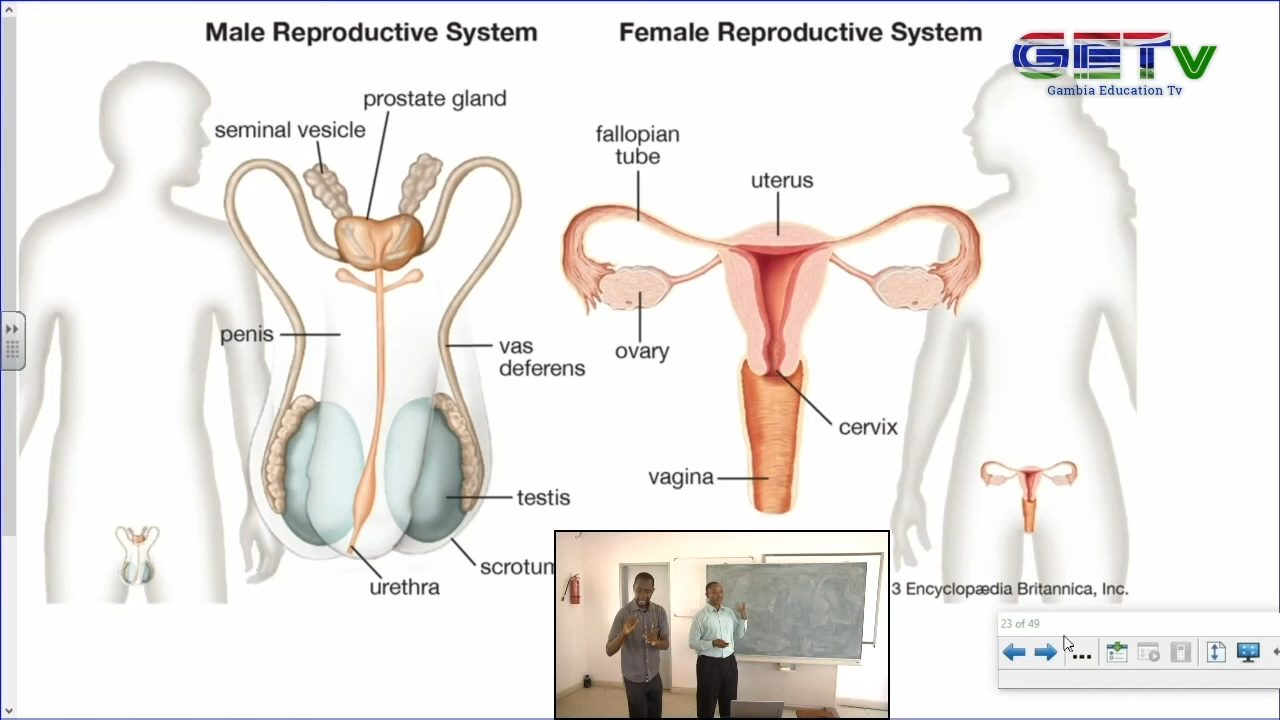 Male Reproductive System
Female Reproductive System
GETv
Gambia Education Tv
prostate gland
seminal vesicle
fallopian
tube
uterus
penis
vas
deferens
ovary
cervix
vagina
testis
scrotum
urethra
3 Encyclopædia Britannica, Inc.
23 of 49